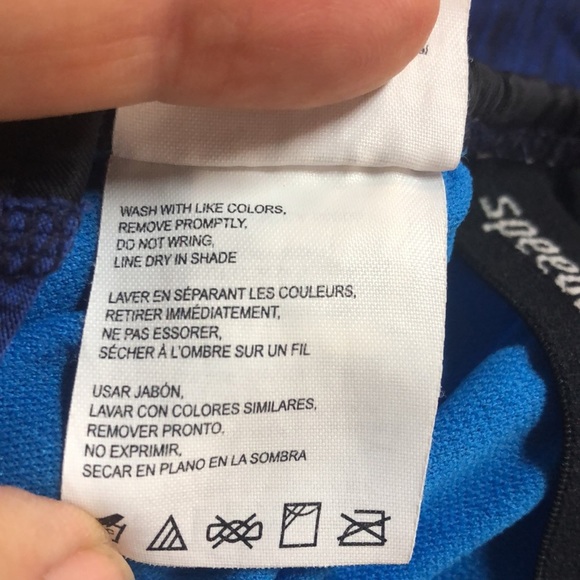 WASH WITH LIKE COLORS,
REMOVE PROMPTLY.
DO NOT WRING,
LINE DRY IN SHADE
LAVER EN SÉPARANT LES COULEURS,
RETIRER IMMÉDIATEMENT,
NE PAS ESSORER,
SÉCHER À L'OMBRE SUR UN FIL
USAR JABÓN,
LAVAR CON COLORES SIMILARES,
REMOVER PRONTO.
NO EXPRIMIR,
SECAR EN PLANO EN LA SOMBRA